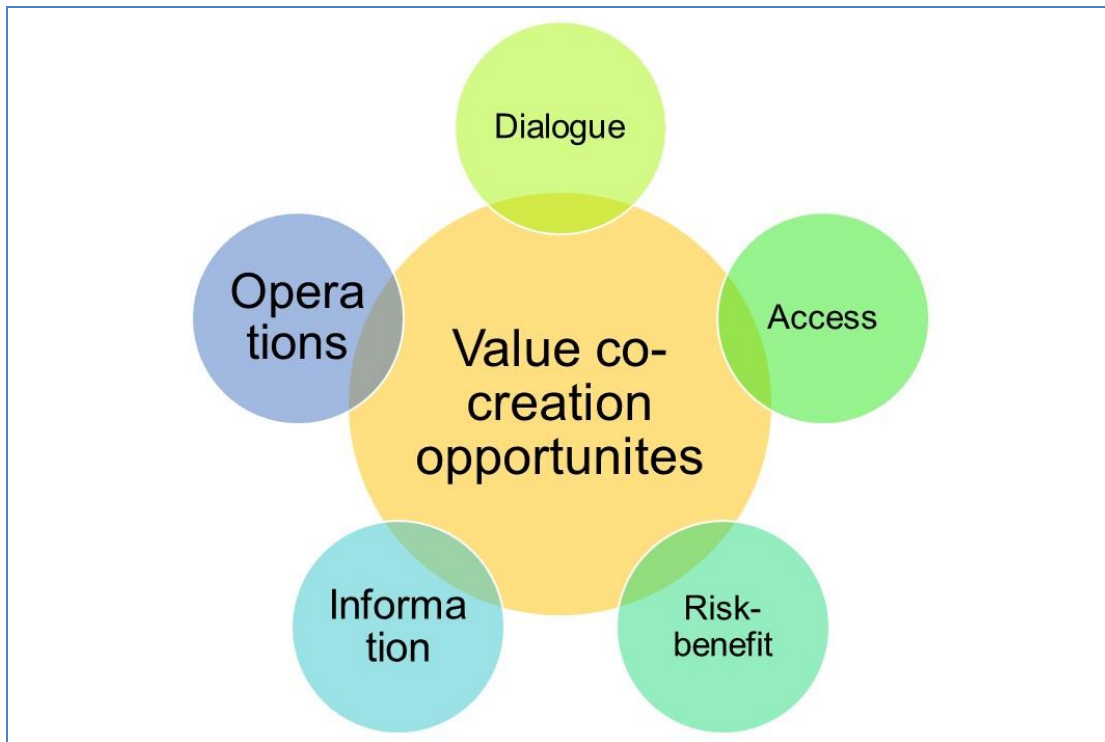 Dialogue
Opera
tions
Access
Value co-
creation
opportunites
Informa
tion
Risk-
benefit